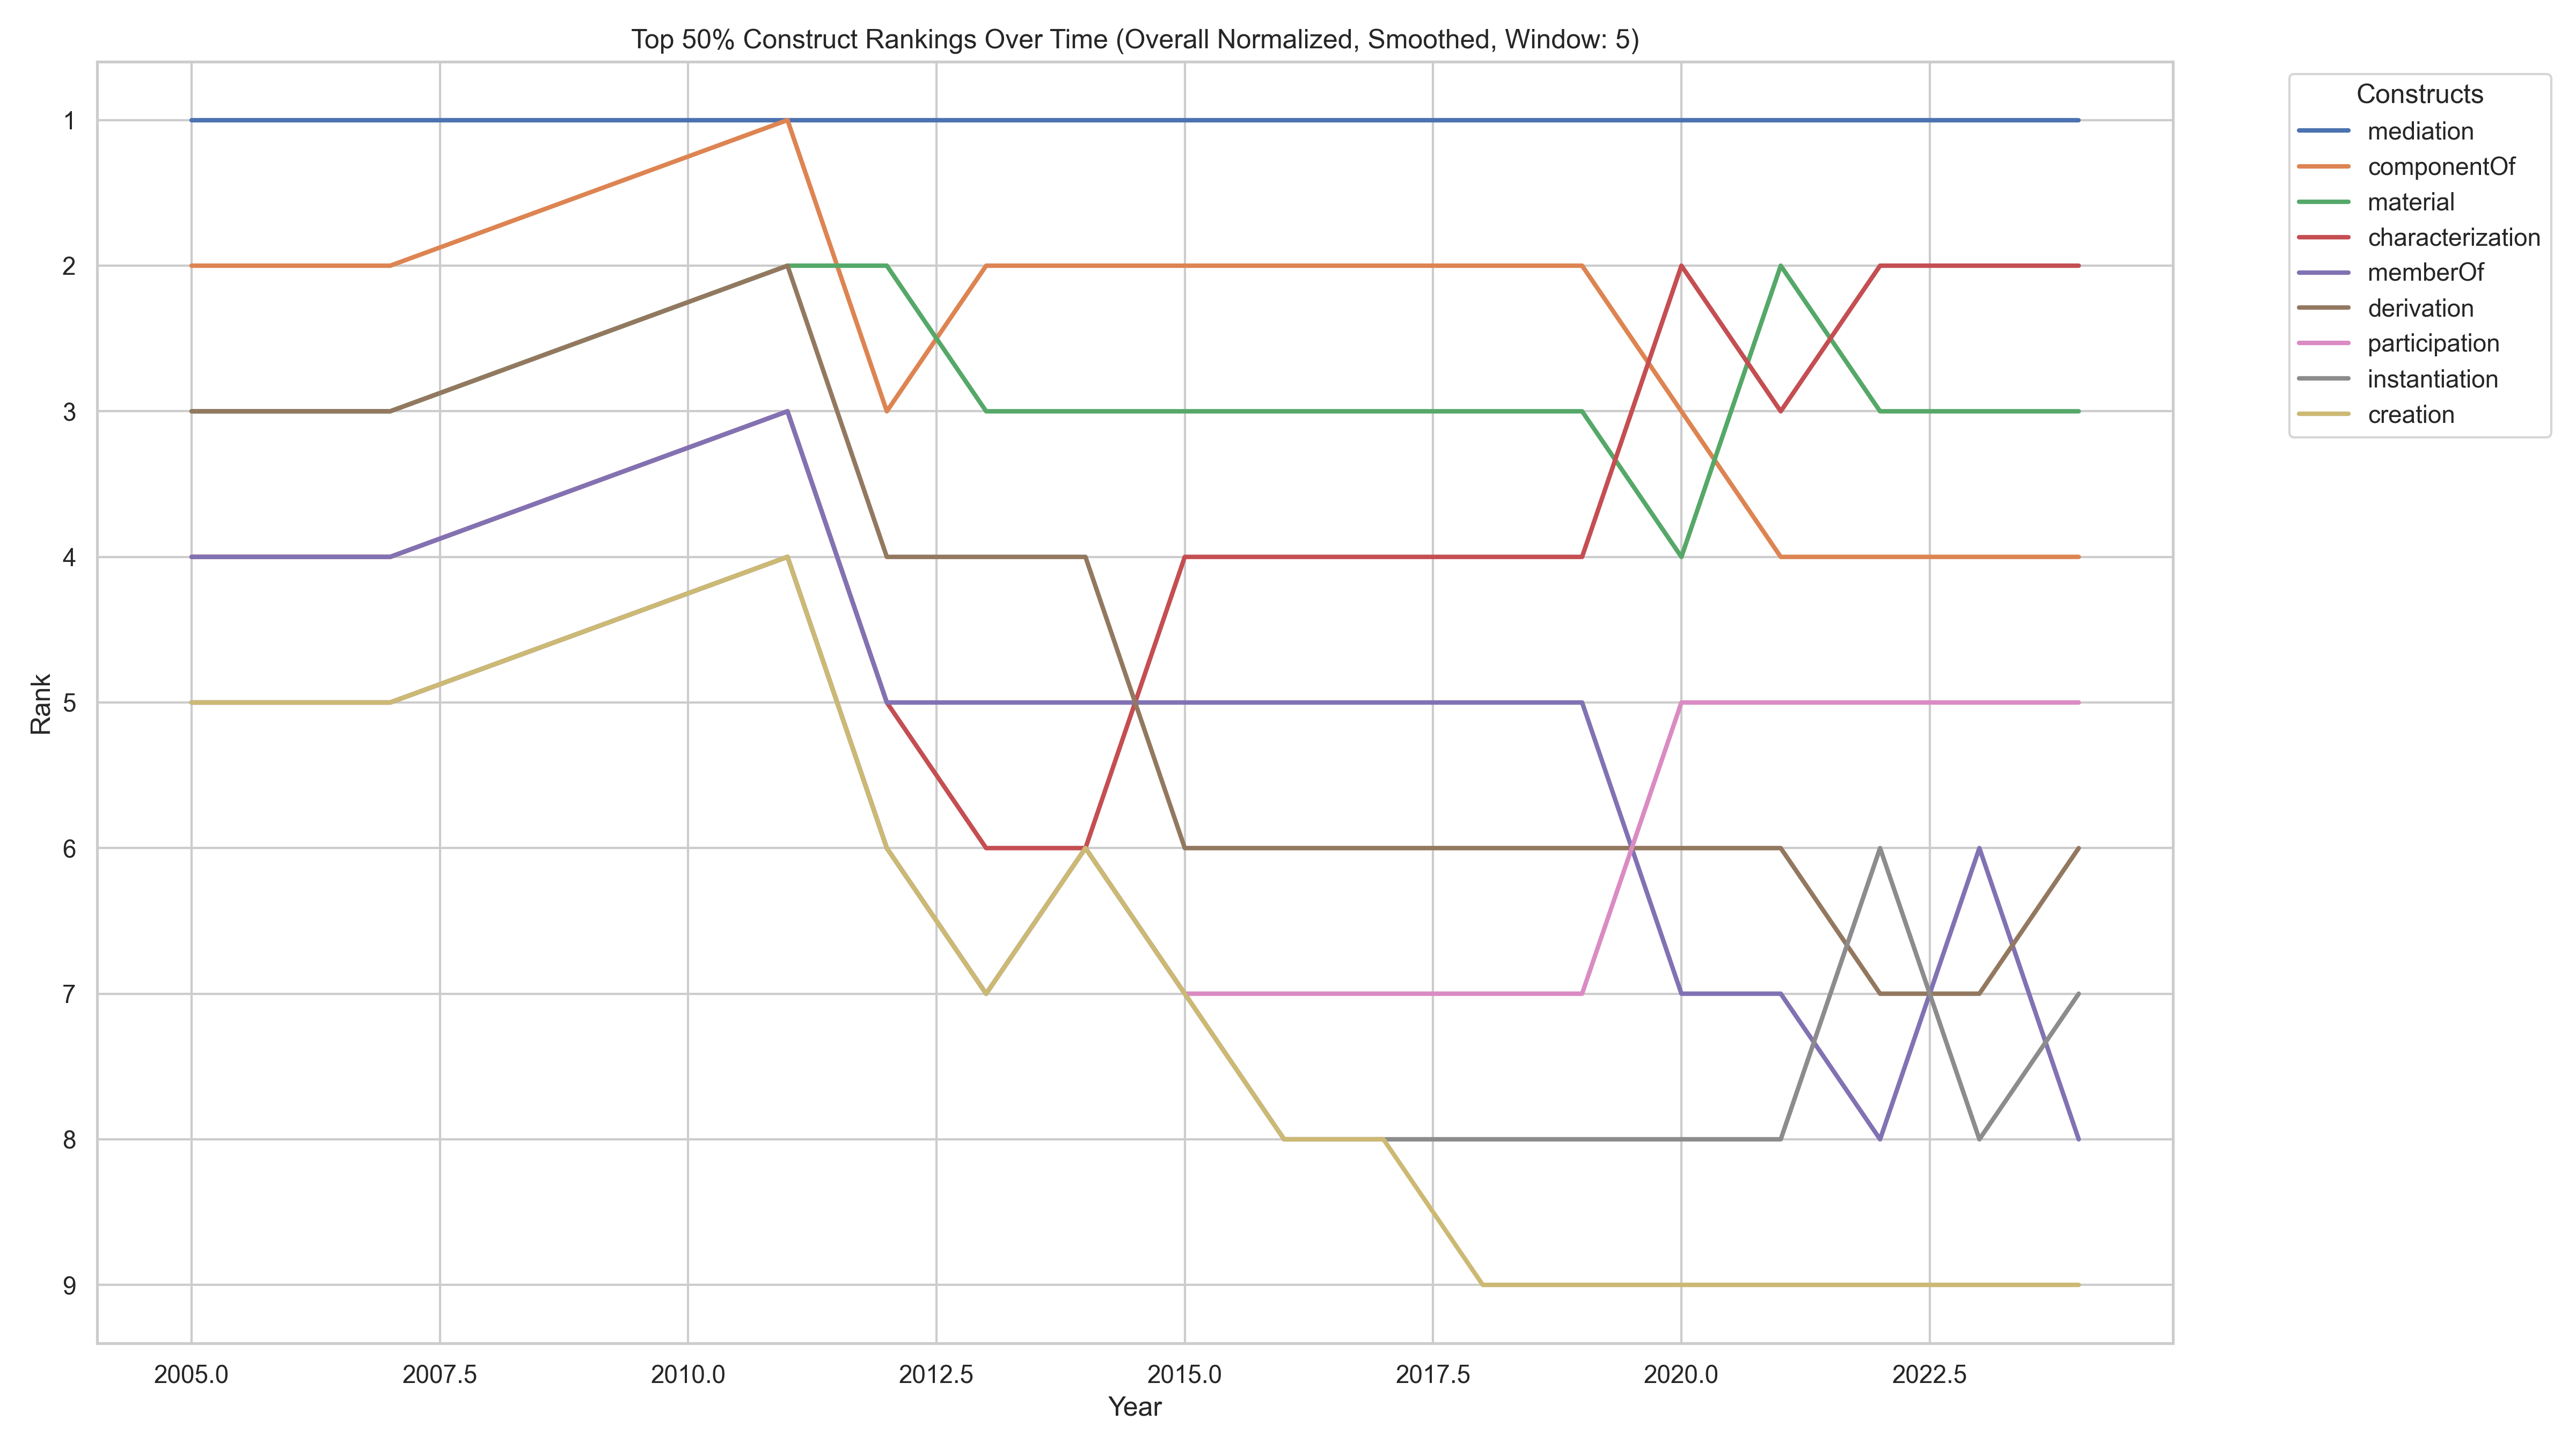 Top 50% Construct Rankings Over Time (Overall Normalized, Smoothed, Window: 5)
Rank
1
2
3
4
5
6
7
8
9
2005.0 2007.5 2010.0 2012.5 2015.0 2017.5 2020.0 2022.5
Year
Constructs
mediation
componentOf
material
characterization
memberOf
derivation
participation
instantiation
creation